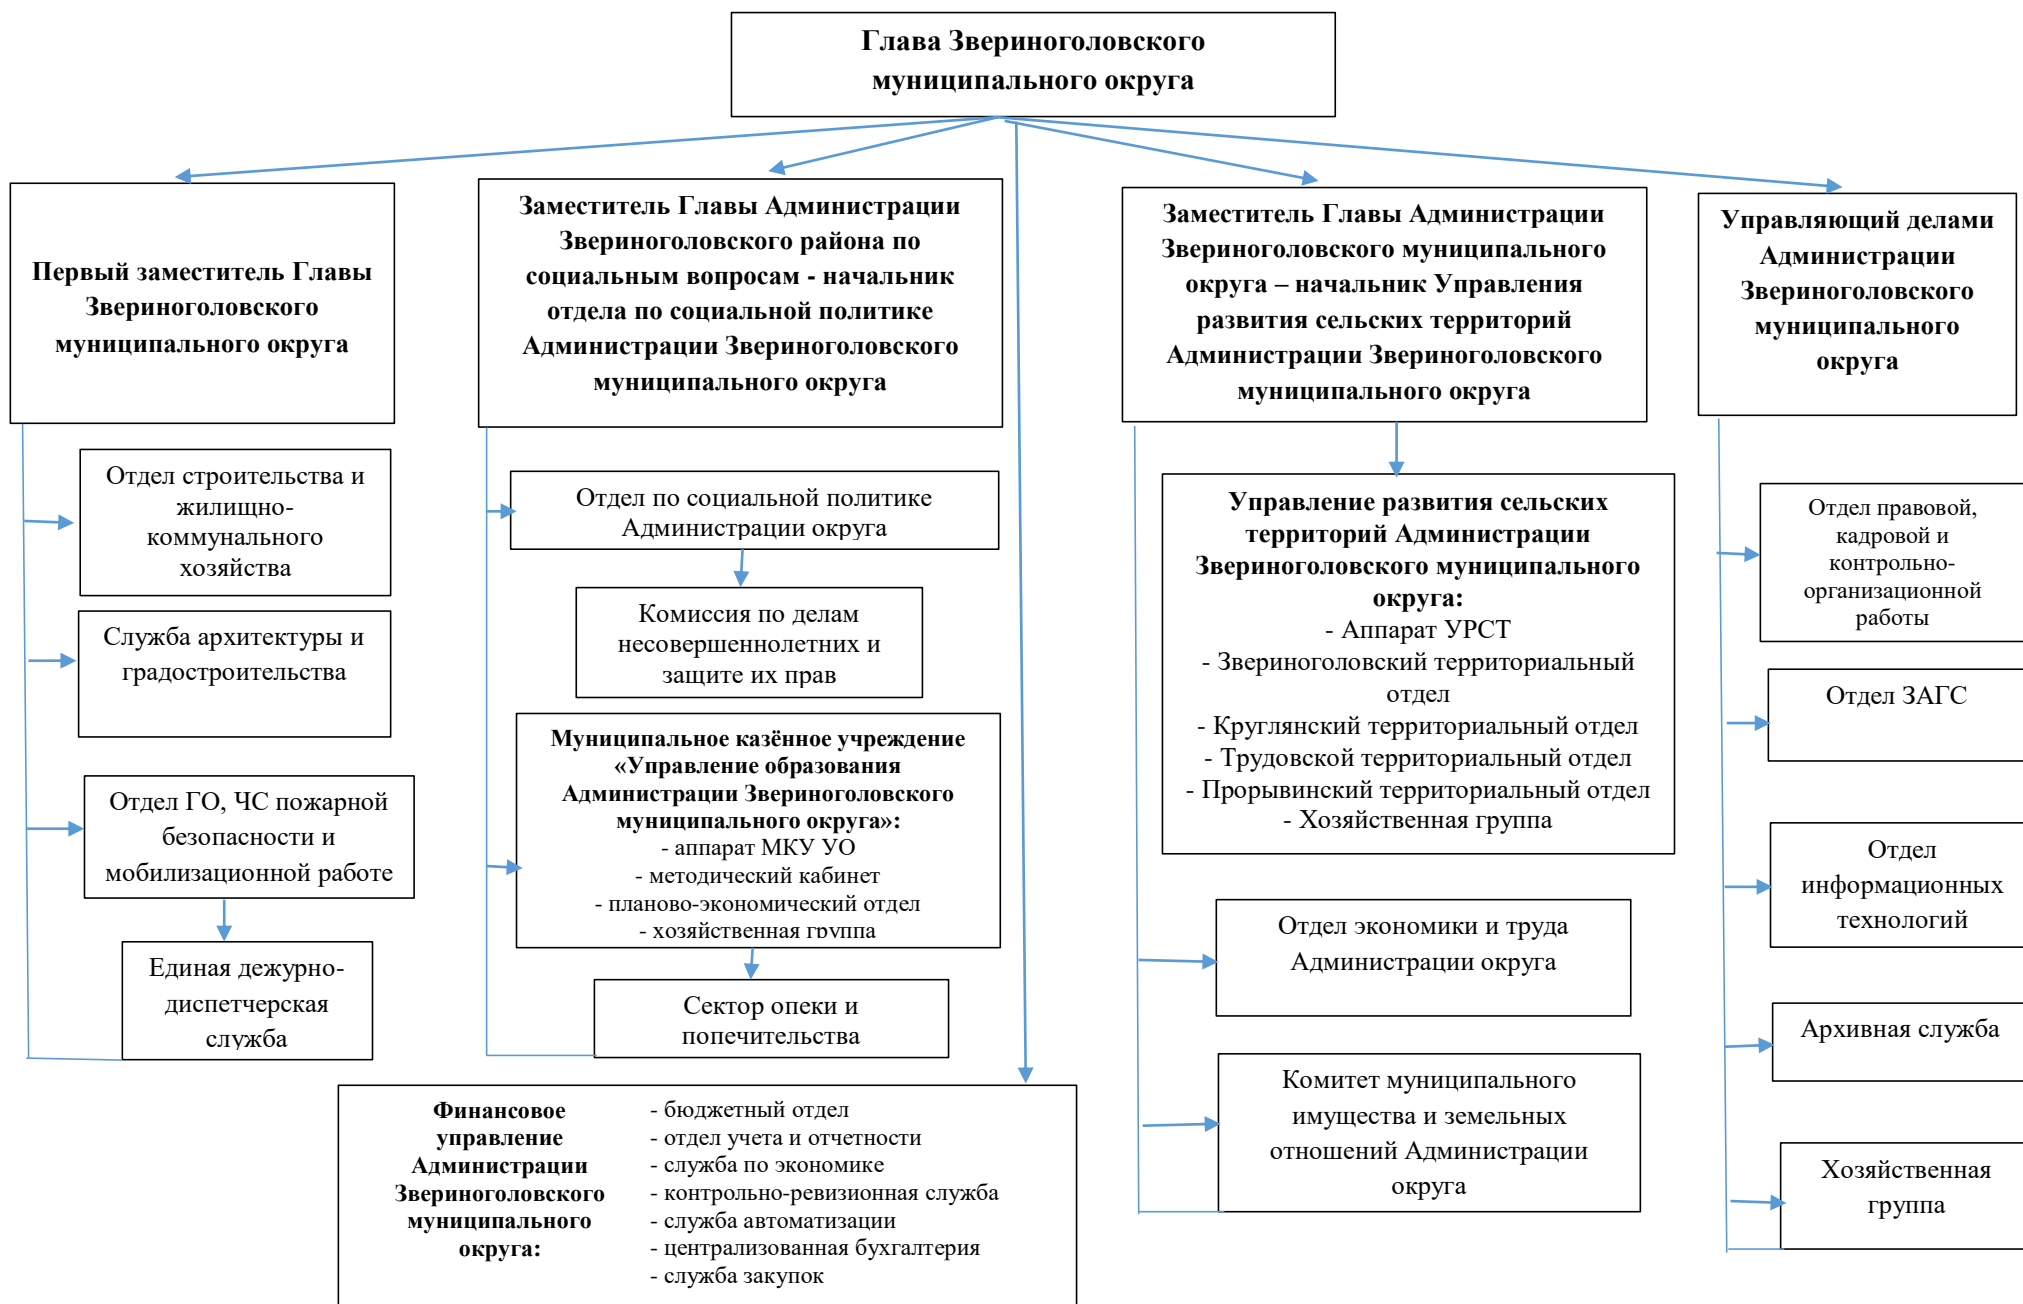 Глава Звериноголовского
муниципального округа
Первый заместитель Главы
Звериноголовского
муниципального округа
Отдел строительства и
жилищно-
коммунального
хозяйства
Служба архитектуры и
градостроительства
Отдел ГО, ЧС пожарной
безопасности и
мобилизационной работе
Единая дежурно-
диспетчерская
служба
Заместитель Главы Администрации
Звериноголовского района по
социальным вопросам - начальник
отдела по социальной политике
Администрации Звериноголовского
муниципального округа
Отдел по социальной политике
Администрации округа
Комиссия по делам
несовершеннолетних и
защите их прав
Муниципальное казённое учреждение
«Управление образования
Администрации Звериноголовского
муниципального округа»:
- аппарат МКУ УО
- методический кабинет
- планово-экономический отдел
- хозяйственная группа
Сектор опеки и
попечительства
Финансовое
управление
Администрации
Звериноголовского
муниципального
округа:
- бюджетный отдел
- отдел учета и отчетности
- служба по экономике
- контрольно-ревизионная служба
- служба автоматизации
- централизованная бухгалтерия
- служба закупок
Заместитель Главы Администрации
Звериноголовского муниципального
округа – начальник Управления
развития сельских территорий
Администрации Звериноголовского
муниципального округа
Управление развития сельских
территорий Администрации
Звериноголовского муниципального
округа:
- Аппарат УРСТ
- Звериноголовский территориальный
отдел
- Круглянский территориальный отдел
- Трудовской территориальный отдел
- Прорывинский территориальный отдел
- Хозяйственная группа
Отдел экономики и труда
Администрации округа
Комитет муниципального
имущества и земельных
отношений Администрации
округа
Управляющий делами
Администрации
Звериноголовского
муниципального
округа
Отдел правовой,
кадровой и
контрольно-
организационной
работы
Отдел ЗАГС
Отдел
информационных
технологий
Архивная служба
Хозяйственная
группа